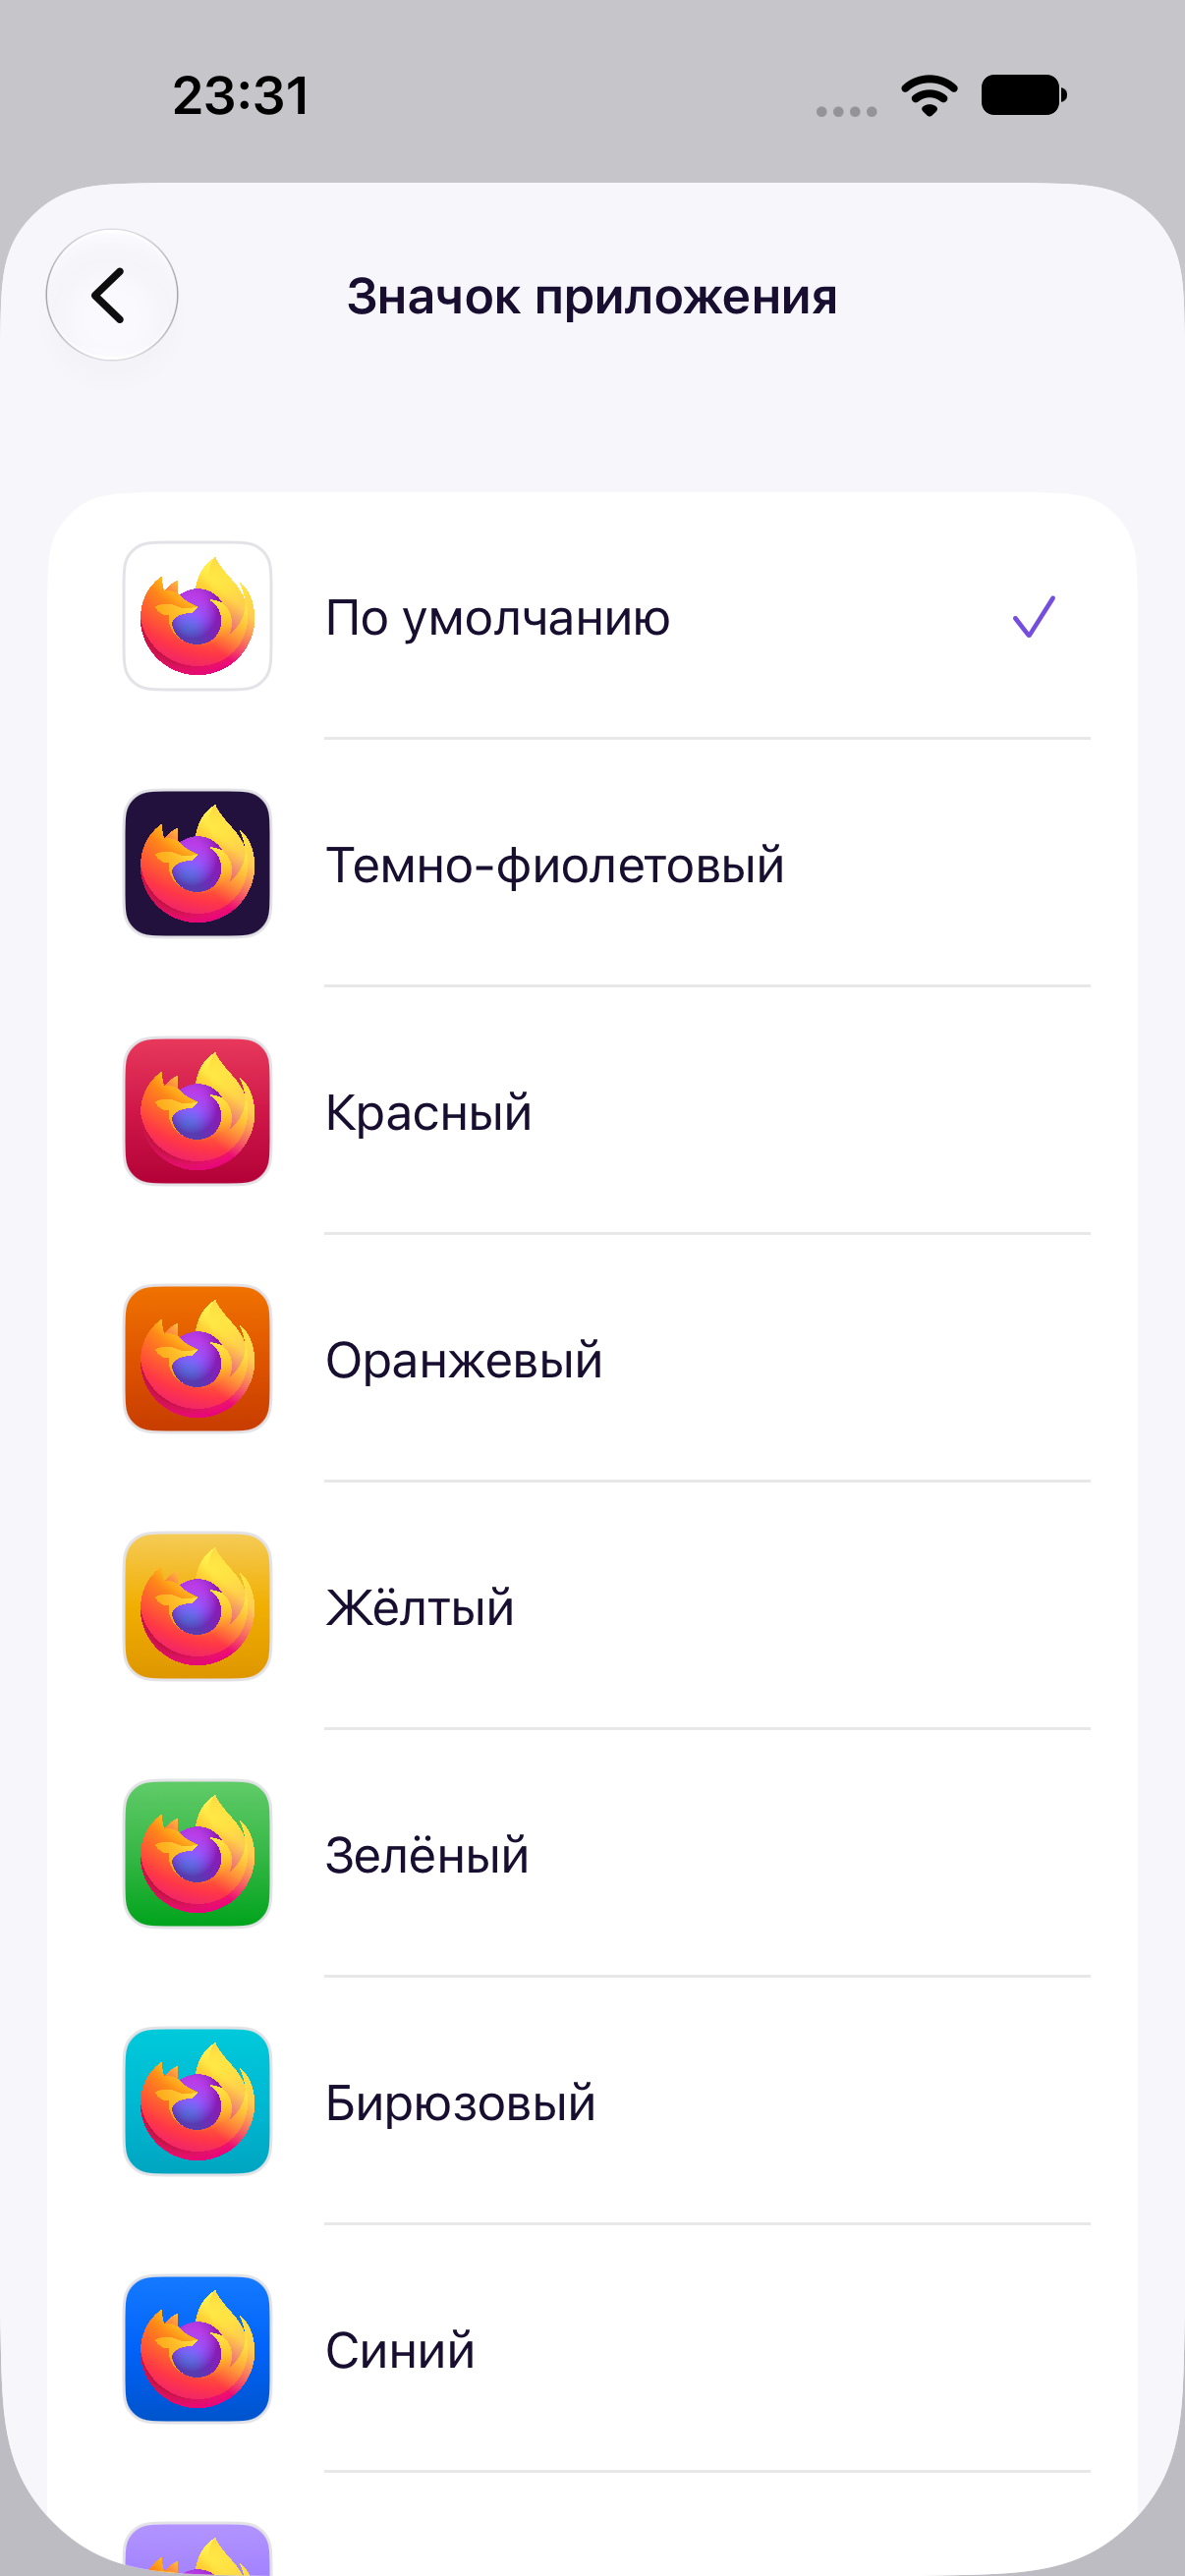 23:31
Значок приложения
По умолчанию
Темно-фиолетовый
Красный
Оранжевый
Жёлтый
Зелёный
Бирюзовый
Синий